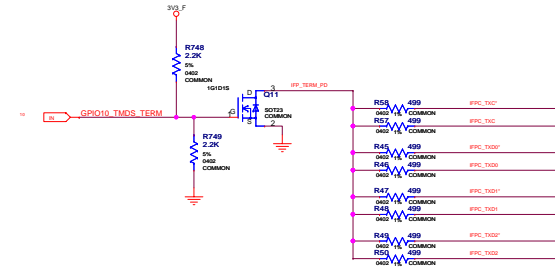 3V3_F
R748
2.2K
5%
0402
COMMON
1G1D1S
IN
GPIO10_TMDS_TERM
1
G
D
S
3
Q11
SOT23
COMMON
2
IFP_TERM_PD
R749
2.2K
5%
0402
COMMON
R58 499 IFPC_TXC*
0402 1% COMMON
R57 499 IFPC_TXC
0402 1% COMMON
R45 499 IFPC_TXD0*
0402 1% COMMON
R46 499 IFPC_TXD0
0402 1% COMMON
R47 499 IFPC_TXD1*
0402 1% COMMON
R48 499 IFPC_TXD1
0402 1% COMMON
R49 499 IFPC_TXD2*
0402 1% COMMON
R50 499 IFPC_TXD2
0402 1% COMMON